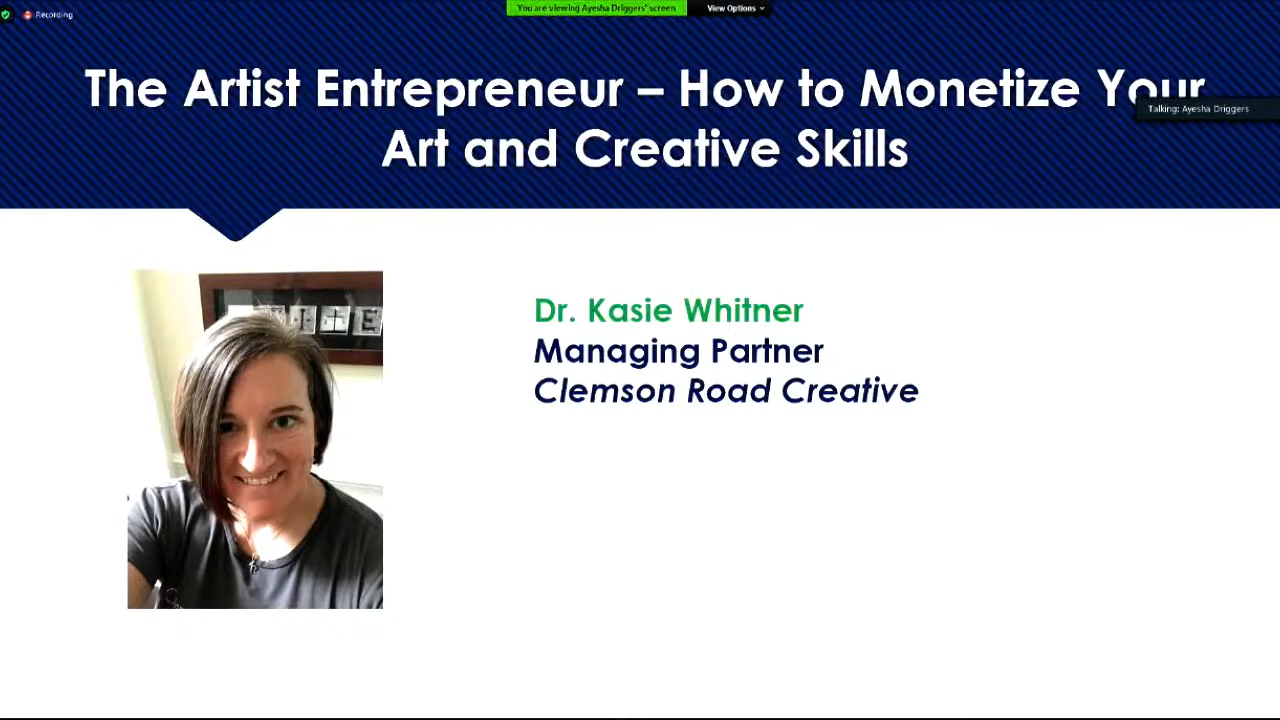 Recording
You are viewing Ayesha Driggers' screen
View Options
The Artist Entrepreneur – How to Monetize Your
Talking: Ayesha Driggers
Art and Creative Skills
Dr. Kasie Whitner
Managing Partner
Clemson Road Creative